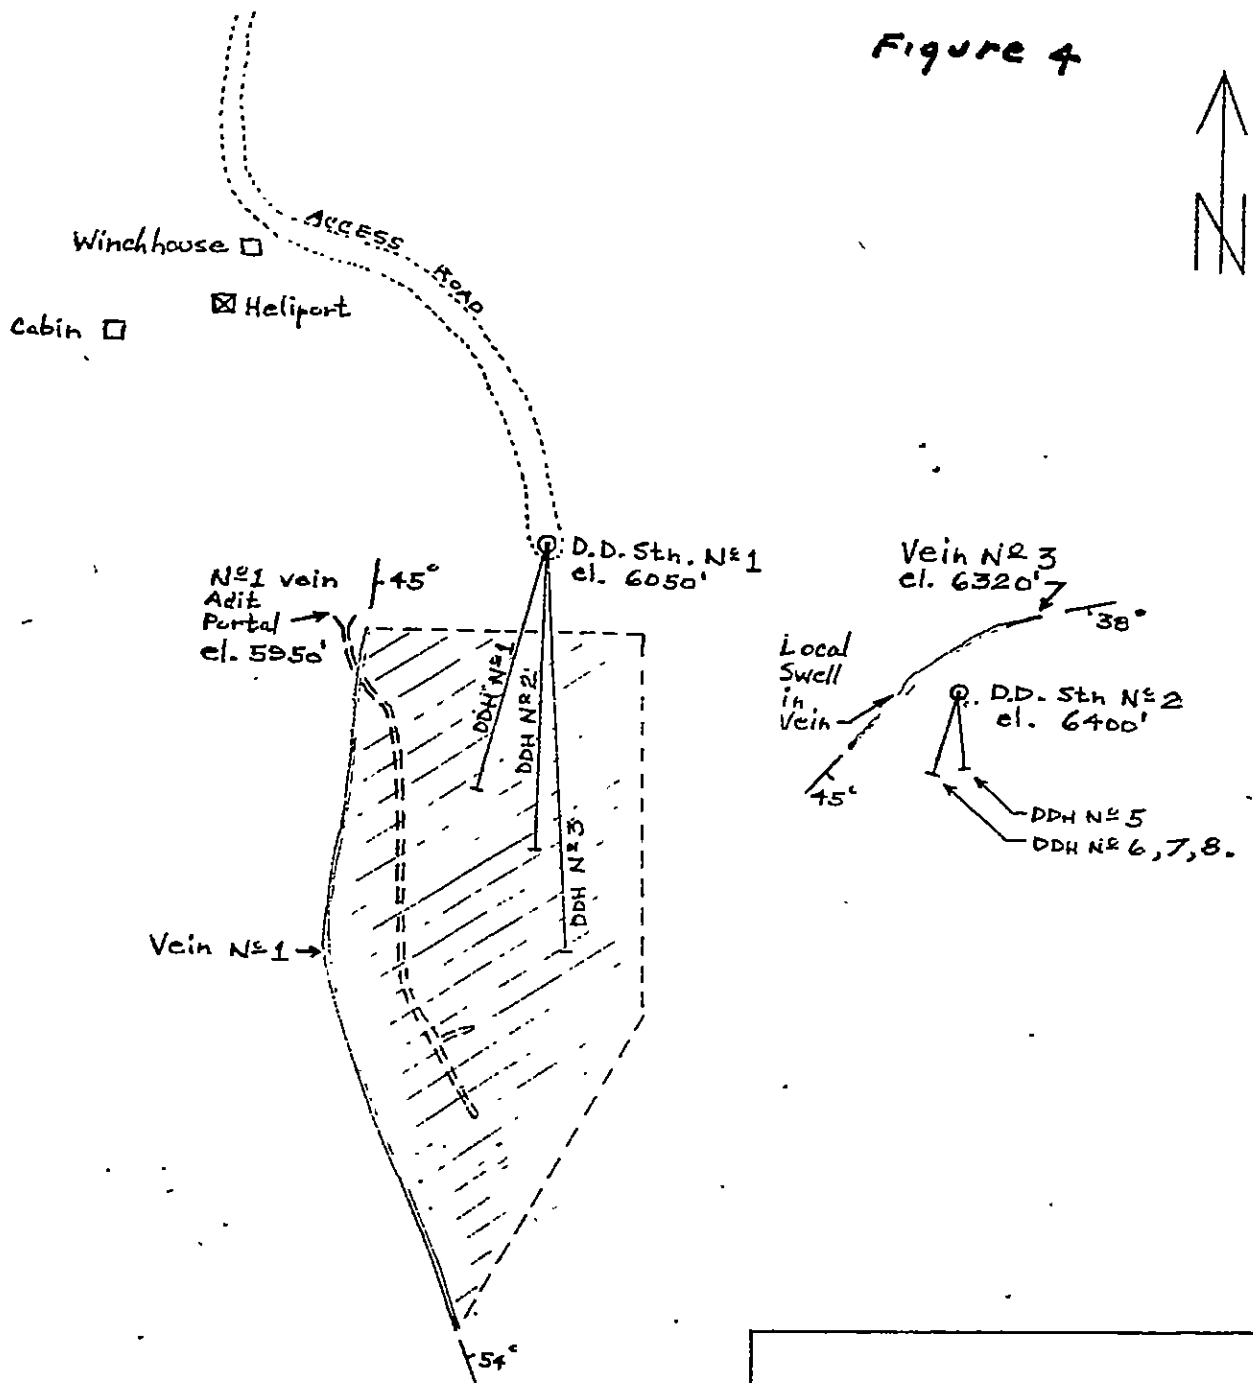 Figure 4
N
ACCESS ROAD
Winchhouse
Heliport
Cabin
D.D. Stn. Nº 1
el. 6050'
Nº 1 vein
Adit
Portal
el. 5950'
45°
Vein Nº 3
el. 6320'
38°
Local
Swell
in
Vein
D.D. Stn Nº 2
el. 6400'
45°
DDH Nº 5
DDH Nº 6, 7, 8.
DDH Nº 1
DDH Nº 2
DDH Nº 3
Vein Nº 1
54°